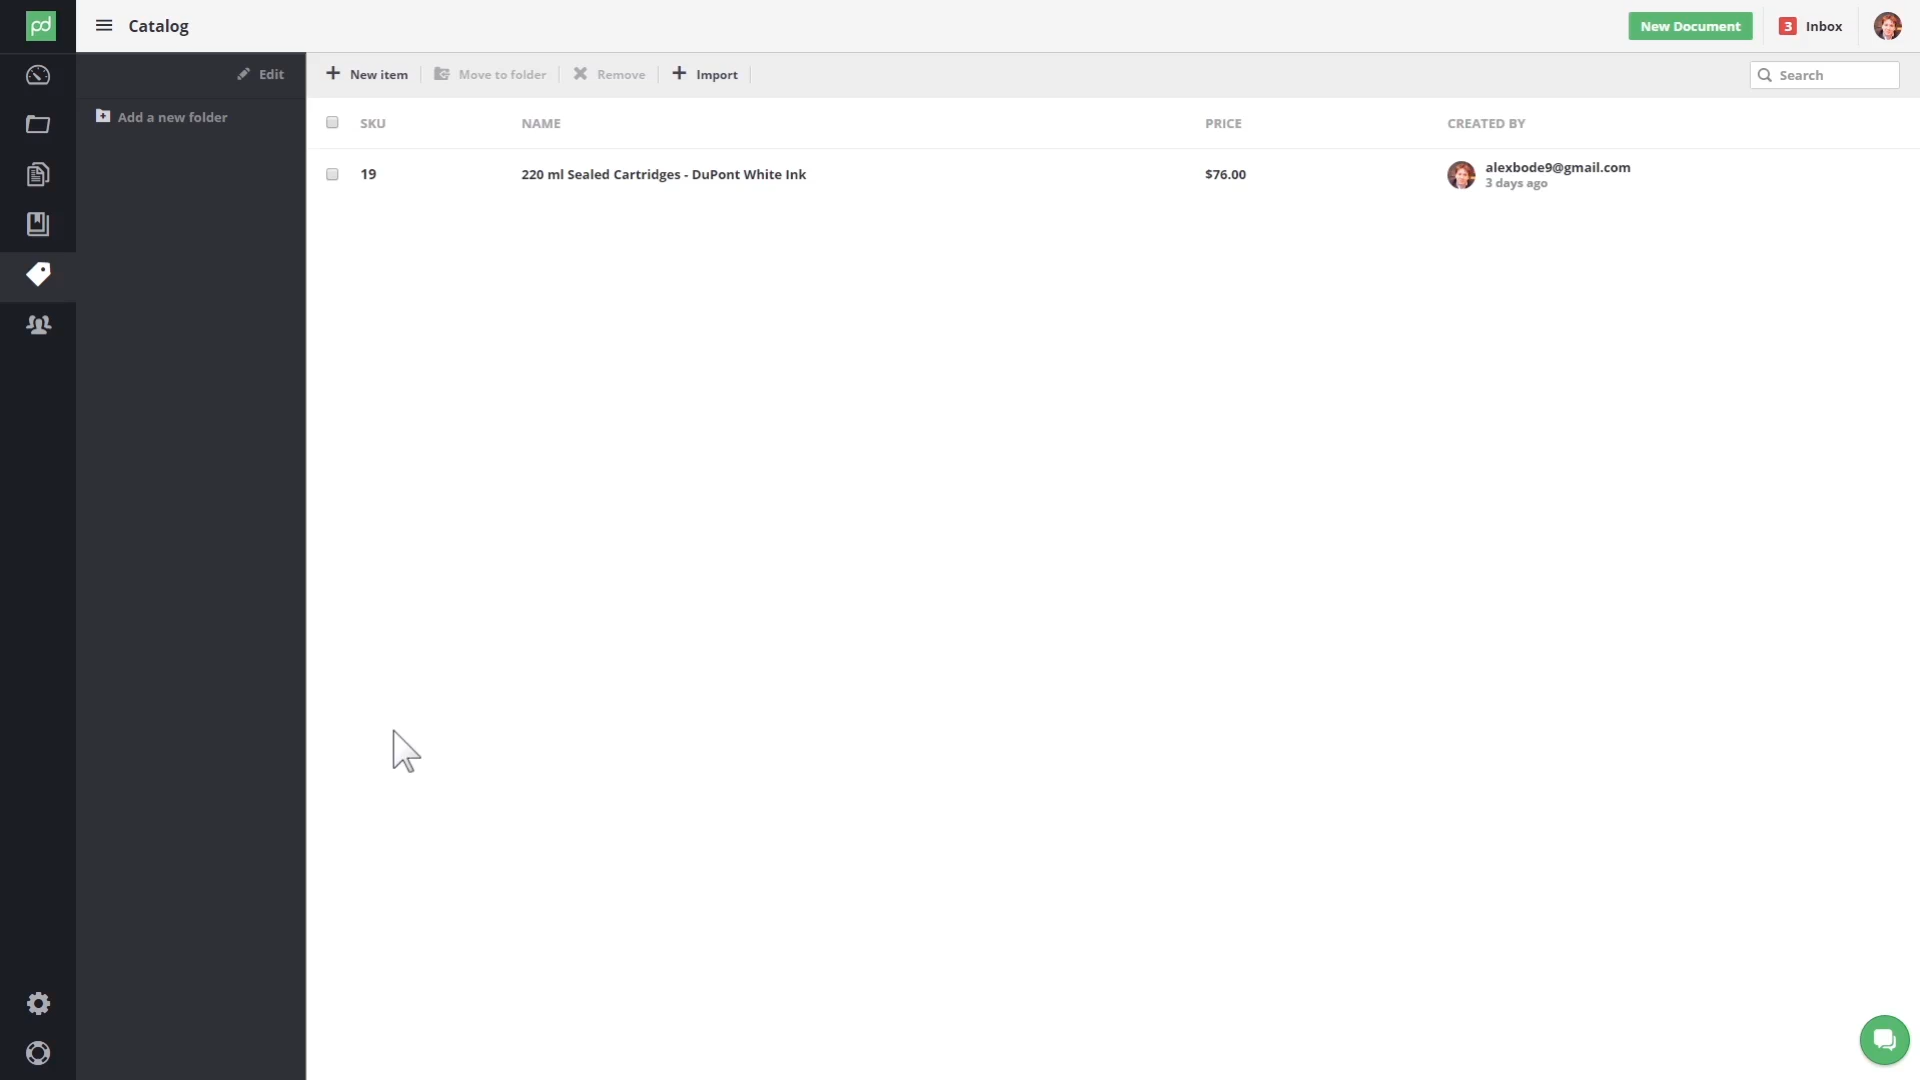 pd
Catalog
New Document
3 Inbox
Edit
New item
Move to folder
Remove
Import
Search
Add a new folder
SKU NAME PRICE CREATED BY
19 220 ml Sealed Cartridges - DuPont White Ink $76.00 alexbode9@gmail.com
3 days ago